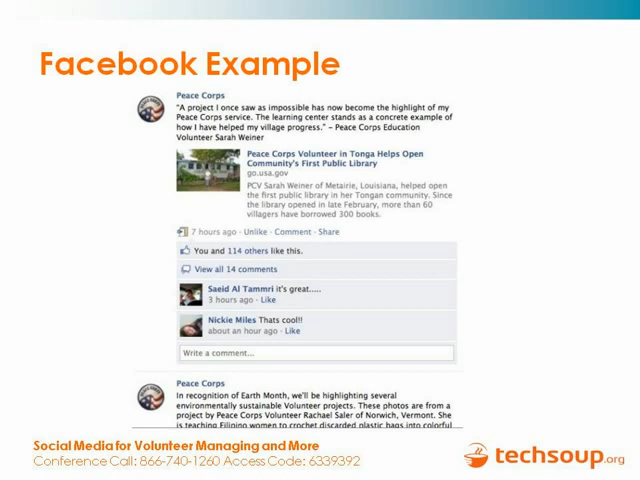 Facebook Example
Peace Corps
"A project I once saw as impossible has now become the highlight of my
Peace Corps service. The learning center stands as a concrete example of
how I have helped my village progress." – Peace Corps Education
Volunteer Sarah Weiner
Peace Corps Volunteer in Tonga Helps Open
Community's First Public Library
go.usa.gov
PCV Sarah Weiner of Metairie, Louisiana, helped open
the first public library in her Tongan community. Since
the library opened in late February, more than 60
villagers have borrowed 300 books.
7 hours ago · Unlike · Comment · Share
You and 114 others like this.
View all 14 comments
Saeid Al Tammri it's great.....
3 hours ago · Like
Nickie Miles Thats cool!!
about an hour ago · Like
Write a comment...
Peace Corps
In recognition of Earth Month, we'll be highlighting several
environmentally sustainable Volunteer projects. These photos are from a
project by Peace Corps Volunteer Rachael Saler of Norwich, Vermont. She
is teaching Filipino women to crochet discarded plastic bags into colorful
Social Media for Volunteer Managing and More
Conference Call: 866-740-1260 Access Code: 6339392
techsoup.org